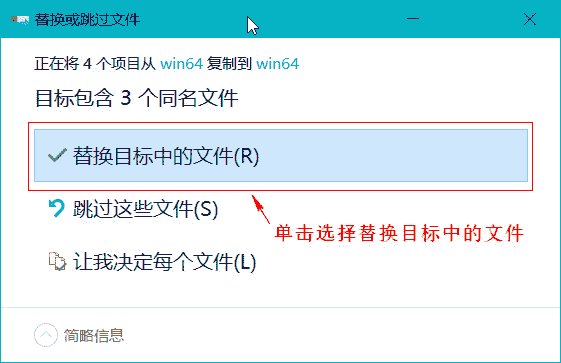 替换或跳过文件
正在将 4 个项目从 win64 复制到 win64
目标包含 3 个同名文件
替换目标中的文件(R)
跳过这些文件(S)
单击选择替换目标中的文件
让我决定每个文件(L)
简略信息